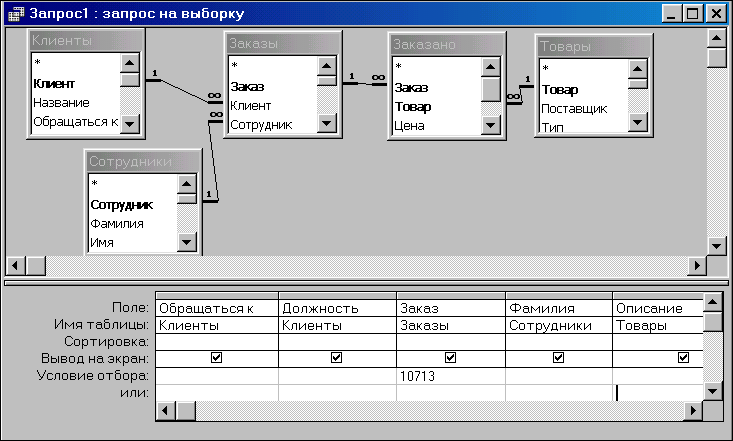 Запрос1 : запрос на выборку
Клиенты
*
Клиент
Название
Обращаться к
1
∞
Заказы
*
Заказ
Клиент
Сотрудник
∞
1
∞
Заказано
*
Заказ
Товар
Цена
∞
1
Товары
*
Товар
Поставщик
Тип
Сотрудники
*
Сотрудник
Фамилия
Имя
1
Поле: Обращаться к Должность Заказ Фамилия Описание
Имя таблицы: Клиенты Клиенты Заказы Сотрудники Товары
Сортировка:
Вывод на экран:
Условие отбора: 10713
или: